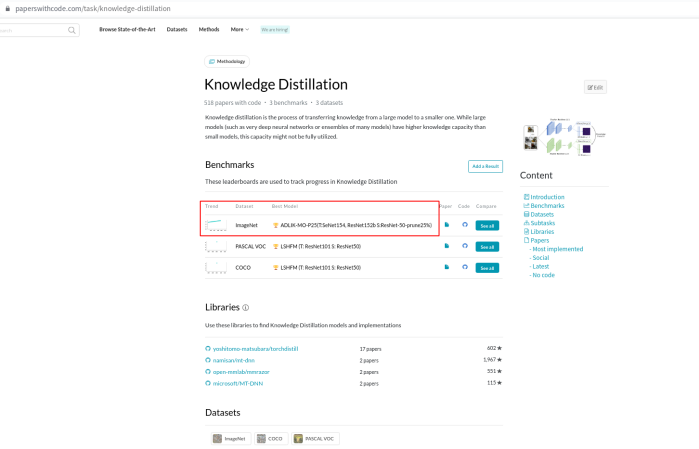 paperswithcode.com/task/knowledge-distillation
Browse State-of-the-Art Datasets Methods More We are hiring!
Methodology
Knowledge Distillation
Edit
518 papers with code • 3 benchmarks • 3 datasets
Knowledge distillation is the process of transferring knowledge from a large model to a smaller one. While large
models (such as very deep neural networks or ensembles of many models) have higher knowledge capacity than
small models, this capacity might not be fully utilized.
Benchmarks
Add a Result
These leaderboards are used to track progress in Knowledge Distillation
Trend Dataset Best Model Paper Code Compare
ImageNet ADLIK-MO-P25(T:SeNet154, ResNet152b S:ResNet-50-prune25%) See all
PASCAL VOC LSHFM (T: ResNet101 S: ResNet50) See all
COCO LSHFM (T: ResNet101 S: ResNet50) See all
Content
Introduction
Benchmarks
Datasets
Subtasks
Libraries
Papers
- Most implemented
- Social
- Latest
- No code
Libraries
Use these libraries to find Knowledge Distillation models and implementations
yoshitomo-matsubara/torchdistill 17 papers 602 ★
namisan/mt-dnn 2 papers 1,967 ★
open-mmlab/mmrazor 2 papers 551 ★
microsoft/MT-DNN 2 papers 115 ★
Datasets
ImageNet COCO PASCAL VOC